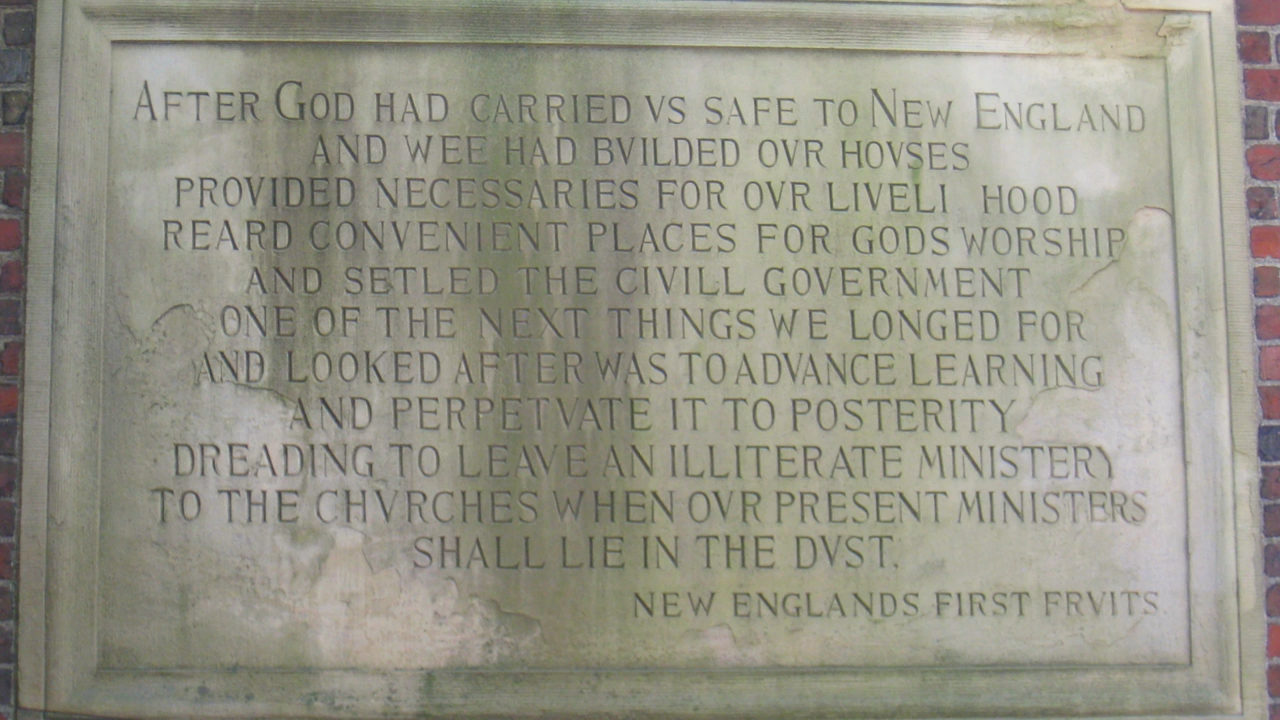 AFTER GOD HAD CARRIED VS SAFE TO NEW ENGLAND
AND WEE HAD BVILDED OVR HOVSES
PROVIDED NECESSARIES FOR OVR LIVELI HOOD
REARD CONVENIENT PLACES FOR GODS WORSHIP
AND SETLED THE CIVILL GOVERNMENT
ONE OF THE NEXT THINGS WE LONGED FOR
AND LOOKED AFTER WAS TO ADVANCE LEARNING
AND PERPETVATE IT TO POSTERITY
DREADING TO LEAVE AN ILLITERATE MINISTERY
TO THE CHVRCHES WHEN OVR PRESENT MINISTERS
SHALL LIE IN THE DVST.
NEW ENGLANDS FIRST FRVITS.